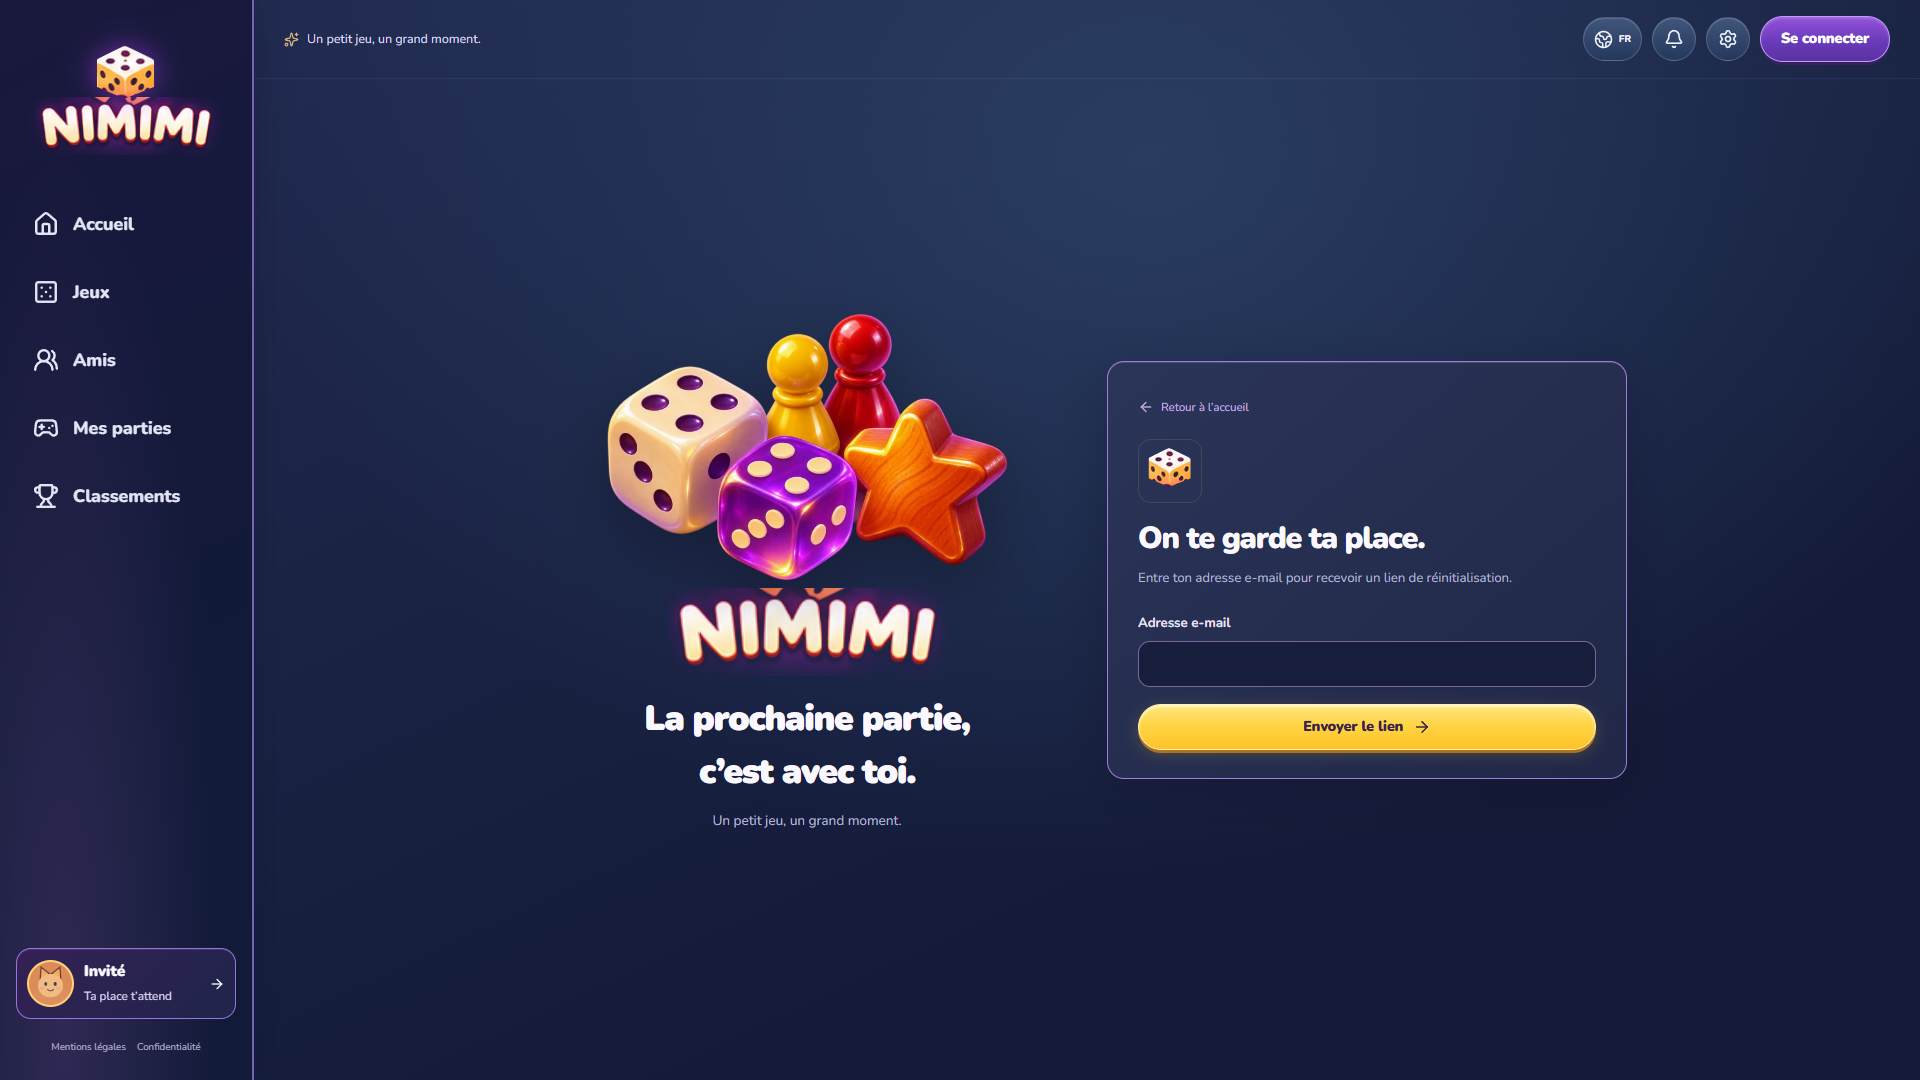 NIMIMI
Accueil
Jeux
Amis
Mes parties
Classements
Invité
Ta place t'attend
Mentions légales Confidentialité
Un petit jeu, un grand moment.
FR
Se connecter
NIMIMI
La prochaine partie,
c’est avec toi.
Un petit jeu, un grand moment.
Retour à l'accueil
On te garde ta place.
Entre ton adresse e-mail pour recevoir un lien de réinitialisation.
Adresse e-mail
Envoyer le lien